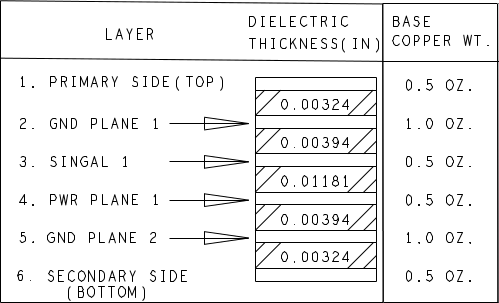 LAYER DIELECTRIC THICKNESS(IN) BASE COPPER WT.
1. PRIMARY SIDE(TOP) 0.5 OZ.
0.00324
2. GND PLANE 1 1.0 OZ.
0.00394
3. SINGAL 1 0.5 OZ.
0.01181
4. PWR PLANE 1 0.5 OZ.
0.00394
5. GND PLANE 2 1.0 OZ.
0.00324
6. SECONDARY SIDE 0.5 OZ.
(BOTTOM)